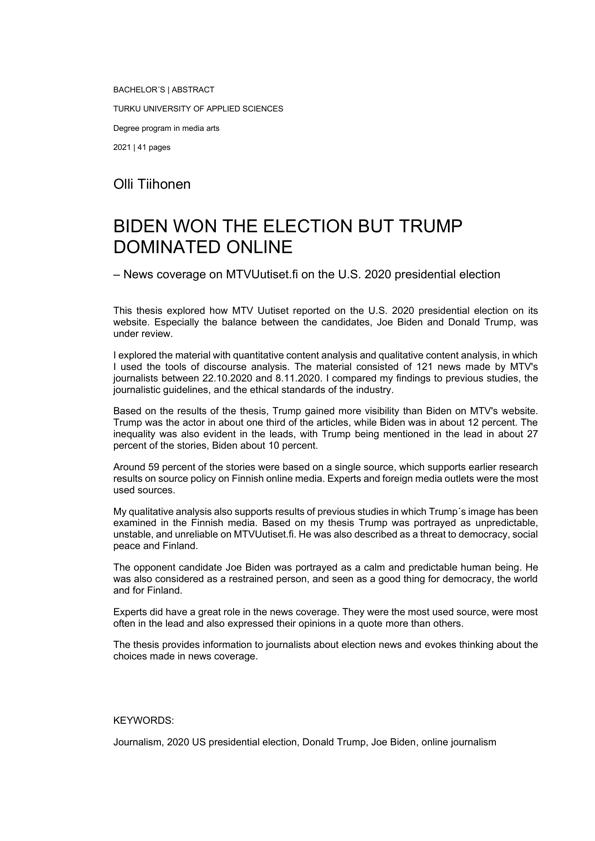 BACHELOR´S | ABSTRACT
TURKU UNIVERSITY OF APPLIED SCIENCES
Degree program in media arts
2021 | 41 pages
Olli Tiihonen
BIDEN WON THE ELECTION BUT TRUMP
DOMINATED ONLINE
– News coverage on MTVUutiset.fi on the U.S. 2020 presidential election
This thesis explored how MTV Uutiset reported on the U.S. 2020 presidential election on its
website. Especially the balance between the candidates, Joe Biden and Donald Trump, was
under review.
I explored the material with quantitative content analysis and qualitative content analysis, in which
I used the tools of discourse analysis. The material consisted of 121 news made by MTV's
journalists between 22.10.2020 and 8.11.2020. I compared my findings to previous studies, the
journalistic guidelines, and the ethical standards of the industry.
Based on the results of the thesis, Trump gained more visibility than Biden on MTV's website.
Trump was the actor in about one third of the articles, while Biden was in about 12 percent. The
inequality was also evident in the leads, with Trump being mentioned in the lead in about 27
percent of the stories, Biden about 10 percent.
Around 59 percent of the stories were based on a single source, which supports earlier research
results on source policy on Finnish online media. Experts and foreign media outlets were the most
used sources.
My qualitative analysis also supports results of previous studies in which Trump´s image has been
examined in the Finnish media. Based on my thesis Trump was portrayed as unpredictable,
unstable, and unreliable on MTVUutiset.fi. He was also described as a threat to democracy, social
peace and Finland.
The opponent candidate Joe Biden was portrayed as a calm and predictable human being. He
was also considered as a restrained person, and seen as a good thing for democracy, the world
and for Finland.
Experts did have a great role in the news coverage. They were the most used source, were most
often in the lead and also expressed their opinions in a quote more than others.
The thesis provides information to journalists about election news and evokes thinking about the
choices made in news coverage.
KEYWORDS:
Journalism, 2020 US presidential election, Donald Trump, Joe Biden, online journalism